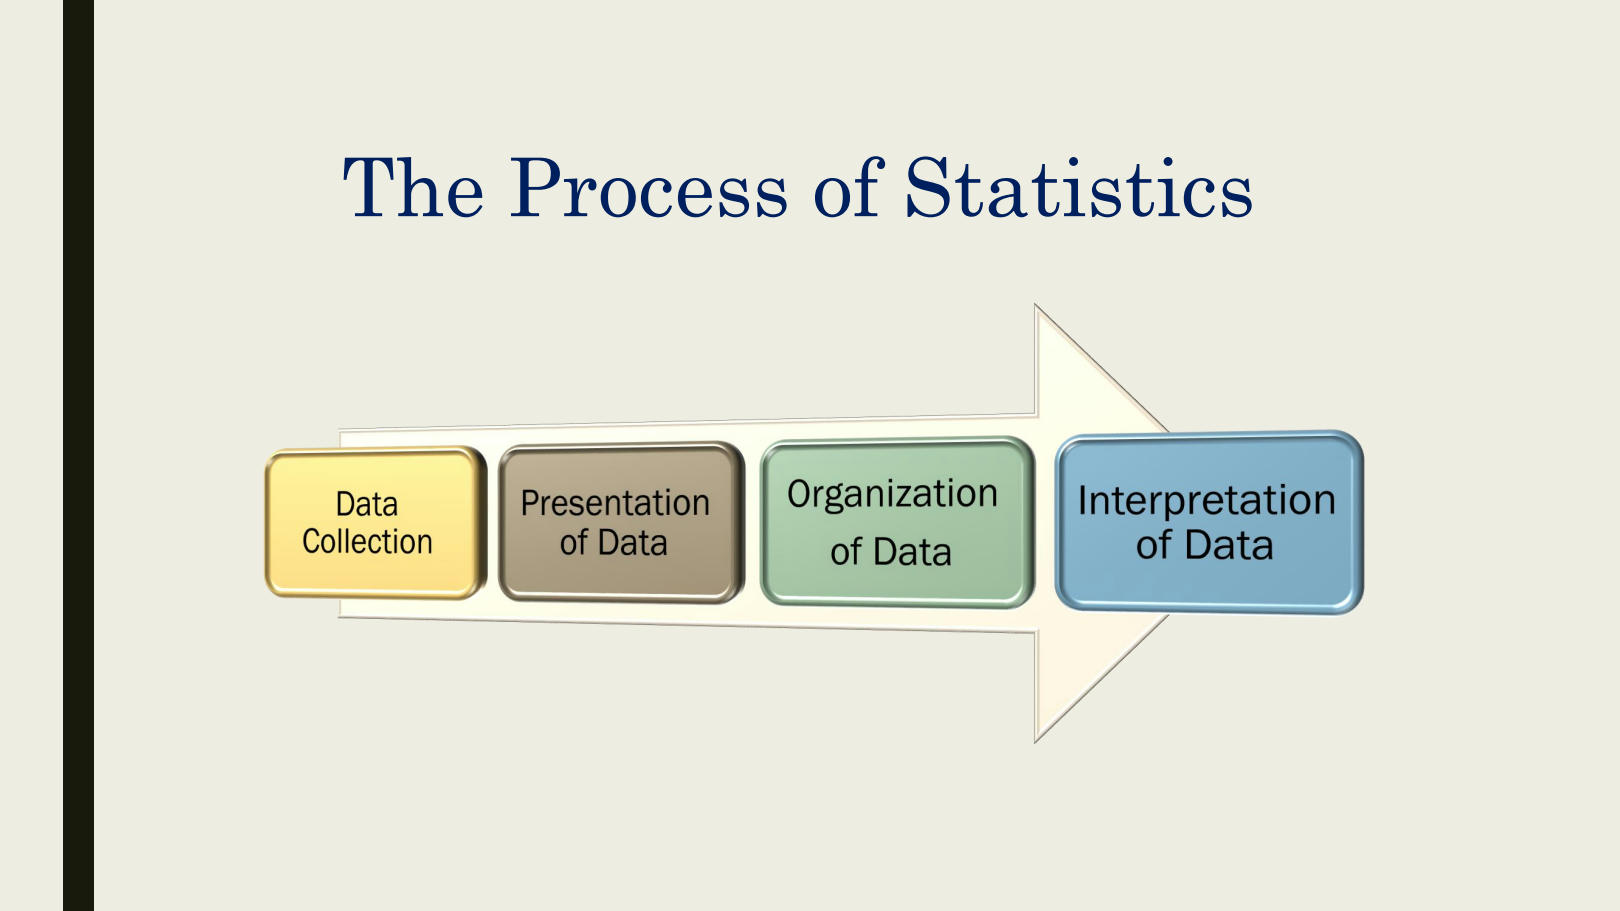 The Process of Statistics
Data
Collection
Presentation
of Data
Organization
of Data
Interpretation
of Data